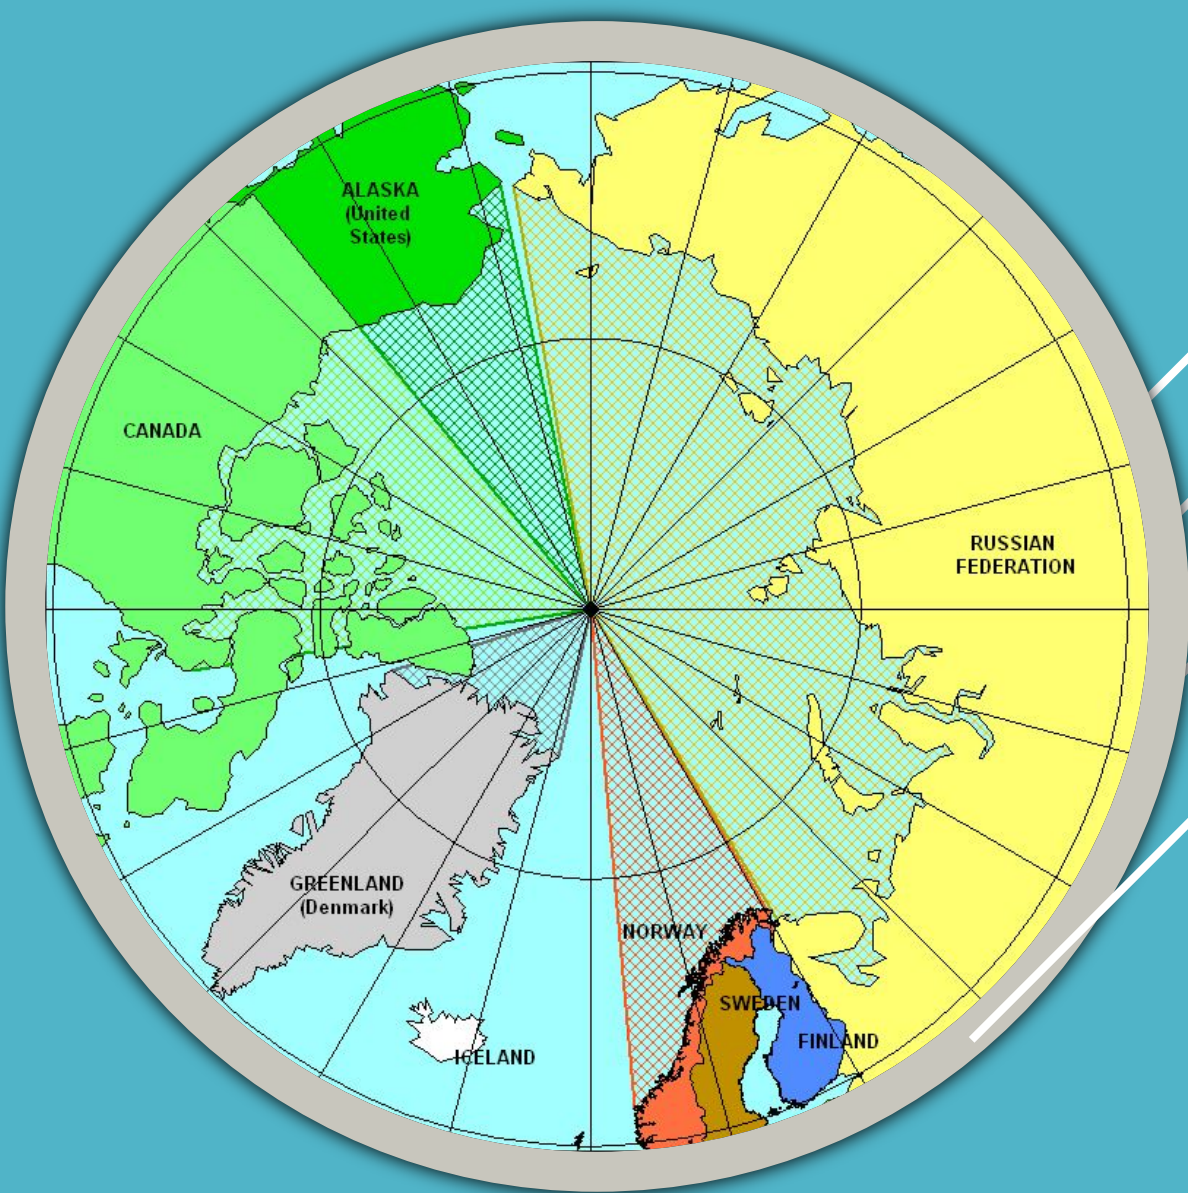 ALASKA
(United
States)
CANADA
RUSSIAN
FEDERATION
GREENLAND
(Denmark)
NORWAY
SWEDEN
FINLAND
ICELAND